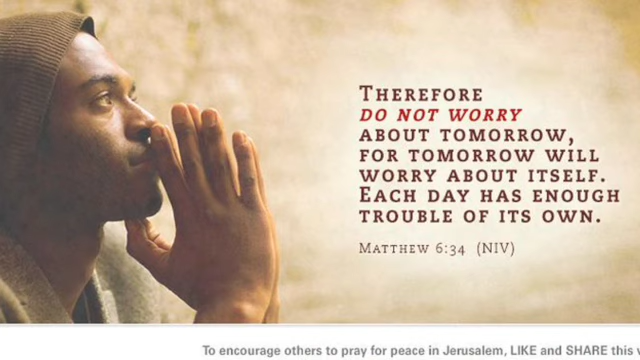 THEREFORE
DO NOT WORRY
ABOUT TOMORROW,
FOR TOMORROW WILL
WORRY ABOUT ITSELF.
EACH DAY HAS ENOUGH
TROUBLE OF ITS OWN.
MATTHEW 6:34 (NIV)
To encourage others to pray for peace in Jerusalem, LIKE and SHARE this